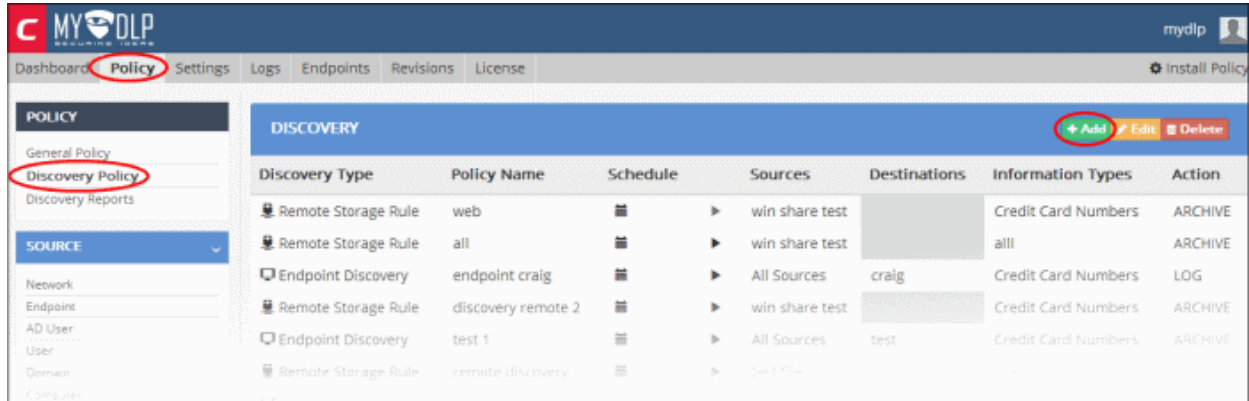 C MY DLP
SECURING IDEAS
mydlp
Dashboard Policy Settings Logs Endpoints Revisions License Install Policy
POLICY
General Policy
Discovery Policy
Discovery Reports
SOURCE
Network
Endpoint
AD User
User
Domain
Computer
DISCOVERY
+ Add Edit Delete
Discovery Type Policy Name Schedule Sources Destinations Information Types Action
Remote Storage Rule web win share test Credit Card Numbers ARCHIVE
Remote Storage Rule all win share test alll ARCHIVE
Endpoint Discovery endpoint craig All Sources craig Credit Card Numbers LOG
Remote Storage Rule discovery remote 2 win share test Credit Card Numbers ARCHIVE
Endpoint Discovery test 1 All Sources test Credit Card Numbers ARCHIVE
Remote Storage Rule remote discovery